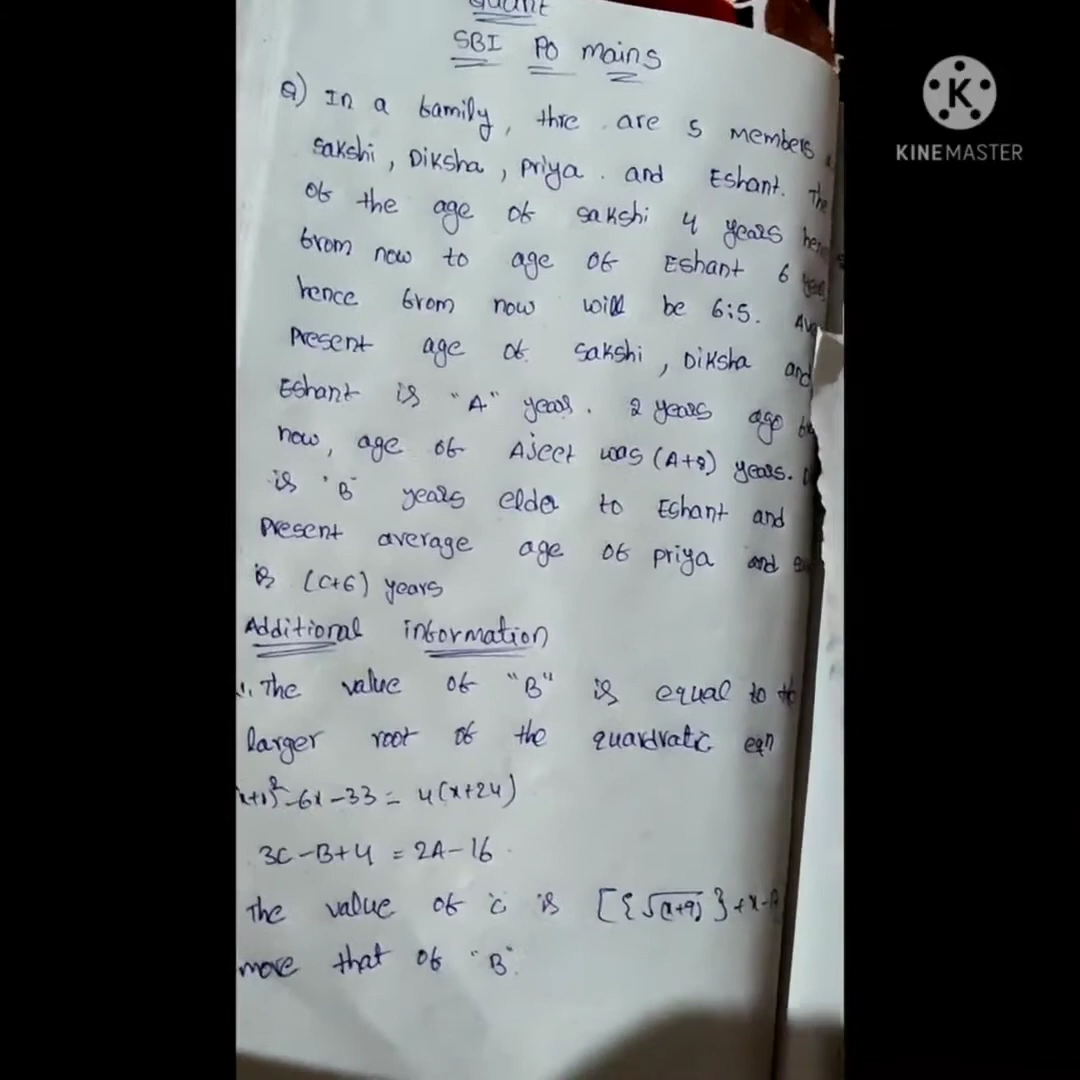 Quant
SBI PO mains
Q) In a family, thre are 5 members
Sakshi, Diksha, Priya. and Eshant. The
of the age of sakshi 4 years
from now to age of Eshant 6
hence from now will be 6:5.
Present age of Sakshi, Diksha and
Eshant is "A" years. 2 years ago
now, age of Ajeet was (A+8) years.
is "B" years elder to Eshant and
Present average age of priya and
is (C+6) years
Additional information
1. The value of "B" is equal to
larger root of the quardratic eqn
-6x-33 = 4(x+24)
3C-B+4 = 2A-16
The value of c is [{√(x+9)}+x-
more that of "B".
KINEMASTER